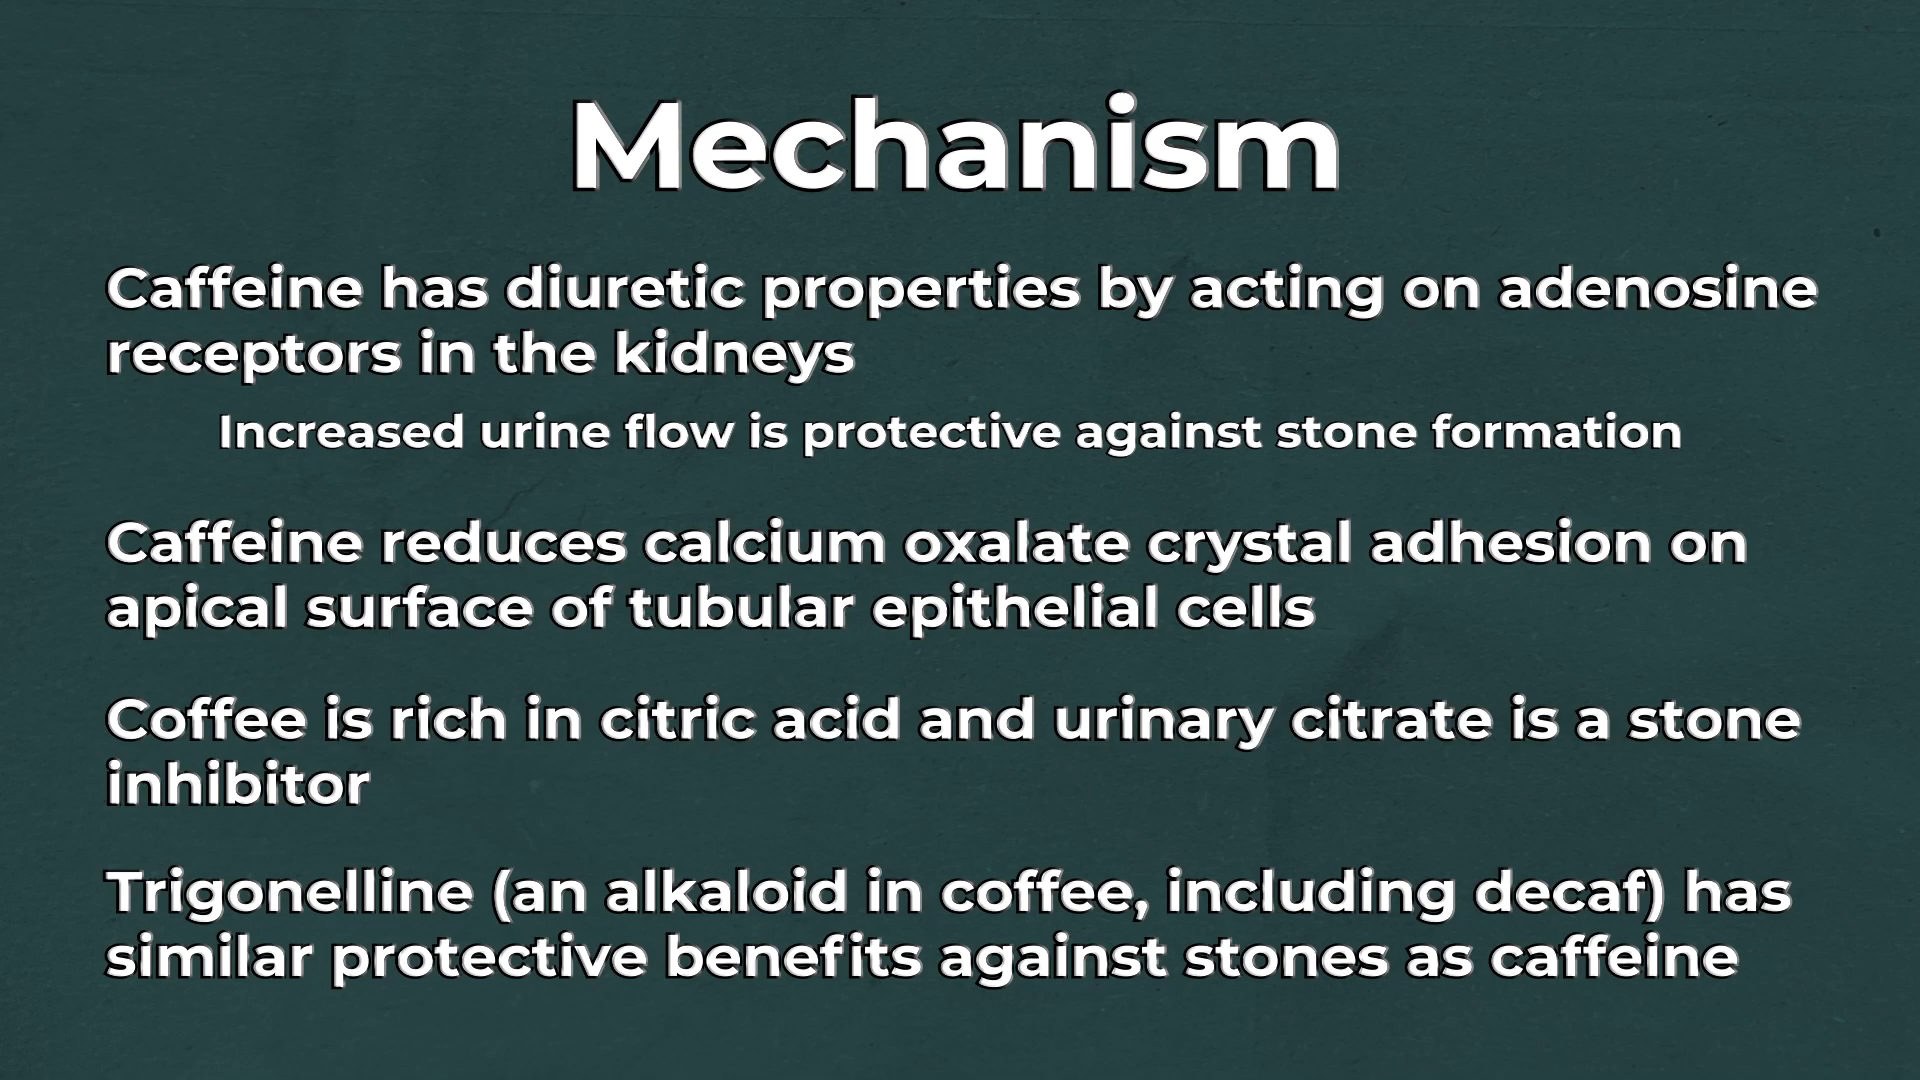 Mechanism
Caffeine has diuretic properties by acting on adenosine
receptors in the kidneys
Increased urine flow is protective against stone formation
Caffeine reduces calcium oxalate crystal adhesion on
apical surface of tubular epithelial cells
Coffee is rich in citric acid and urinary citrate is a stone
inhibitor
Trigonelline (an alkaloid in coffee, including decaf) has
similar protective benefits against stones as caffeine